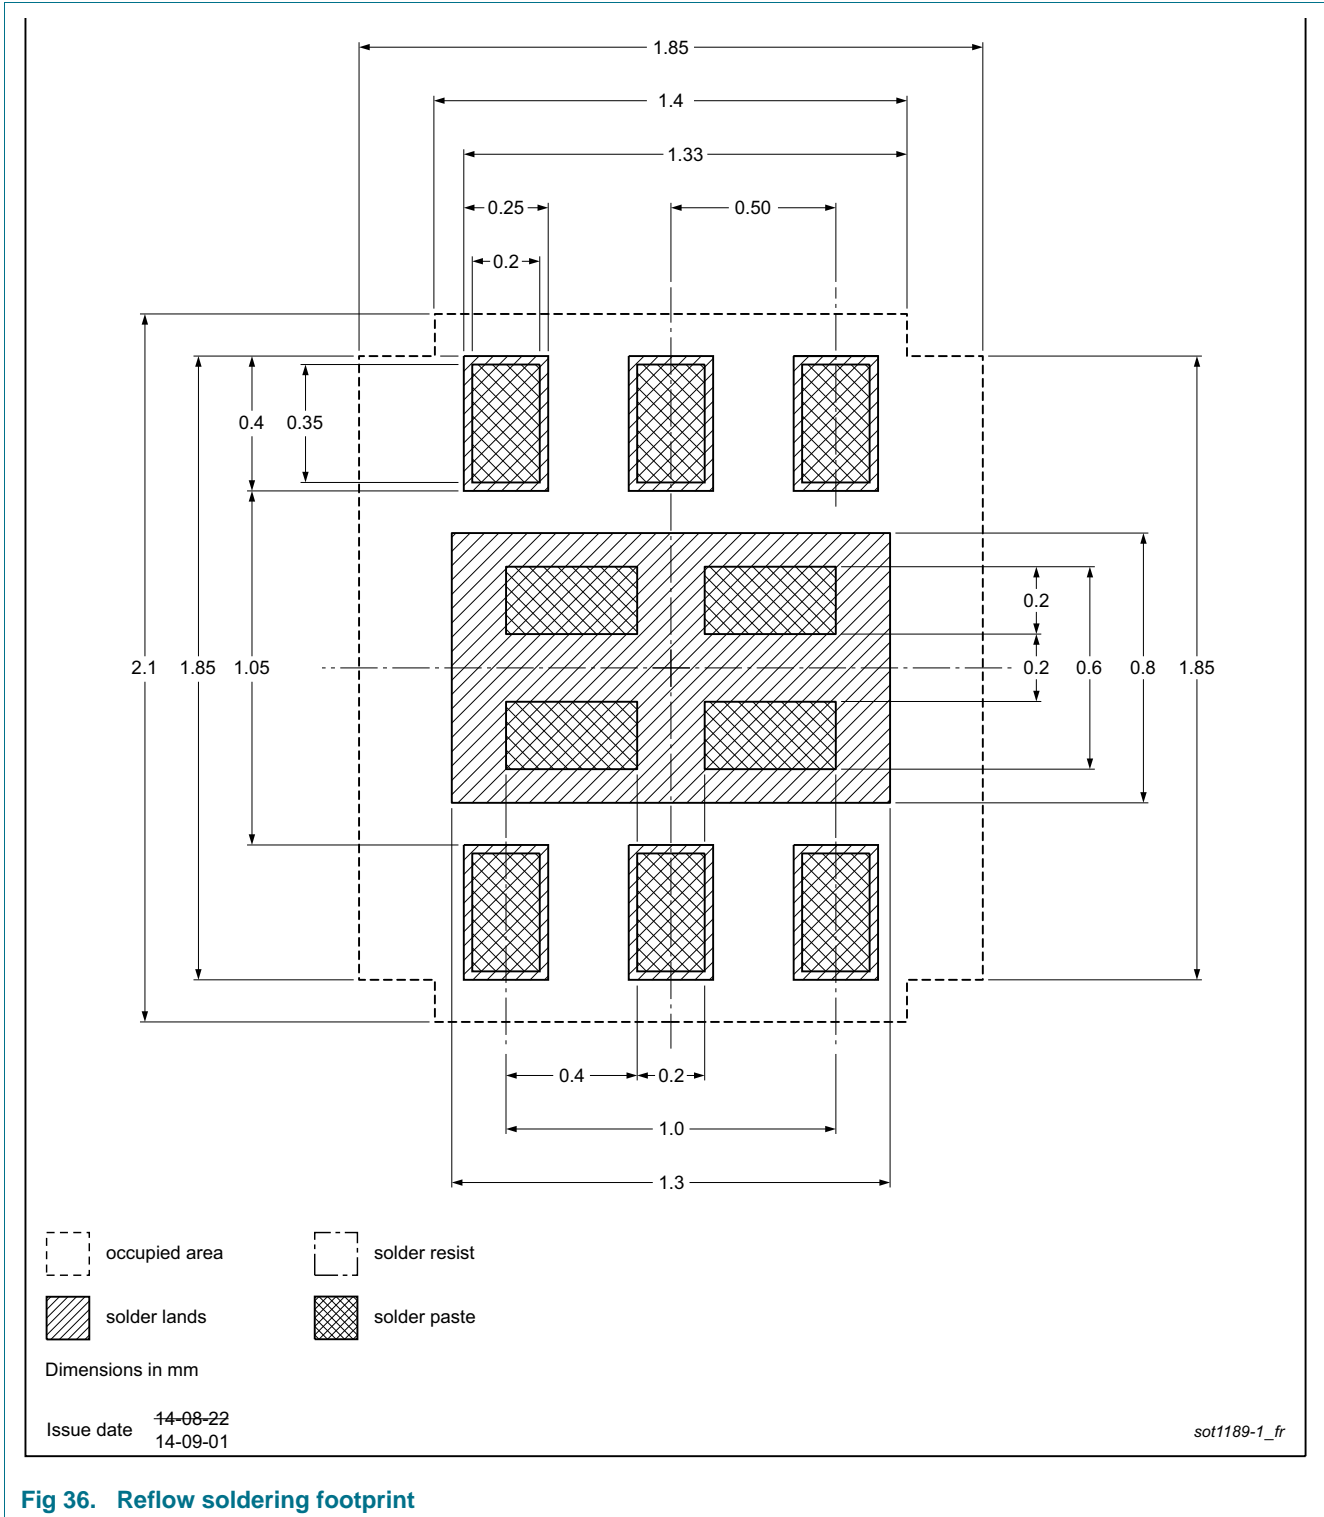 1.85
1.4
1.33
0.25
0.50
0.2
0.4
0.35
0.2
2.1
1.85
1.05
0.2
0.6
0.8
1.85
0.4
0.2
1.0
1.3
occupied area
solder resist
solder lands
solder paste
Dimensions in mm
Issue date
14-08-22
14-09-01
sot1189-1_fr
Fig 36. Reflow soldering footprint